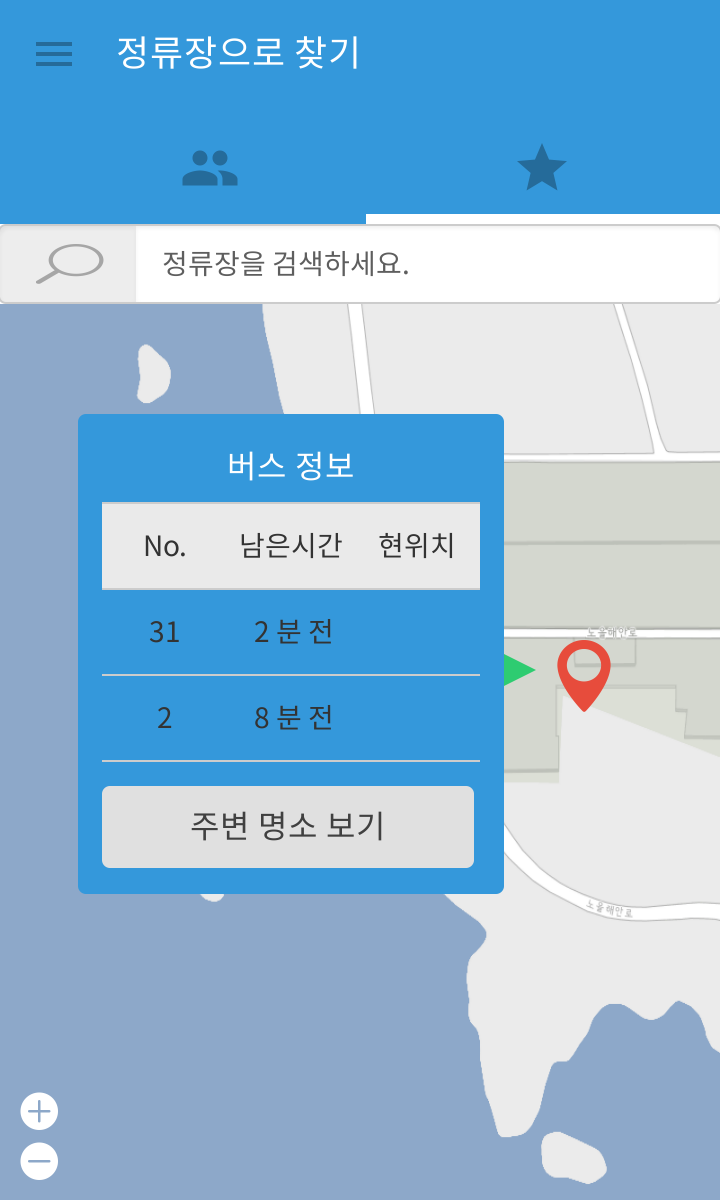 정류장으로 찾기
정류장을 검색하세요.
버스 정보
No. 남은시간 현위치
31 2 분 전
2 8 분 전
주변 명소 보기
노을해안로
노을해안로